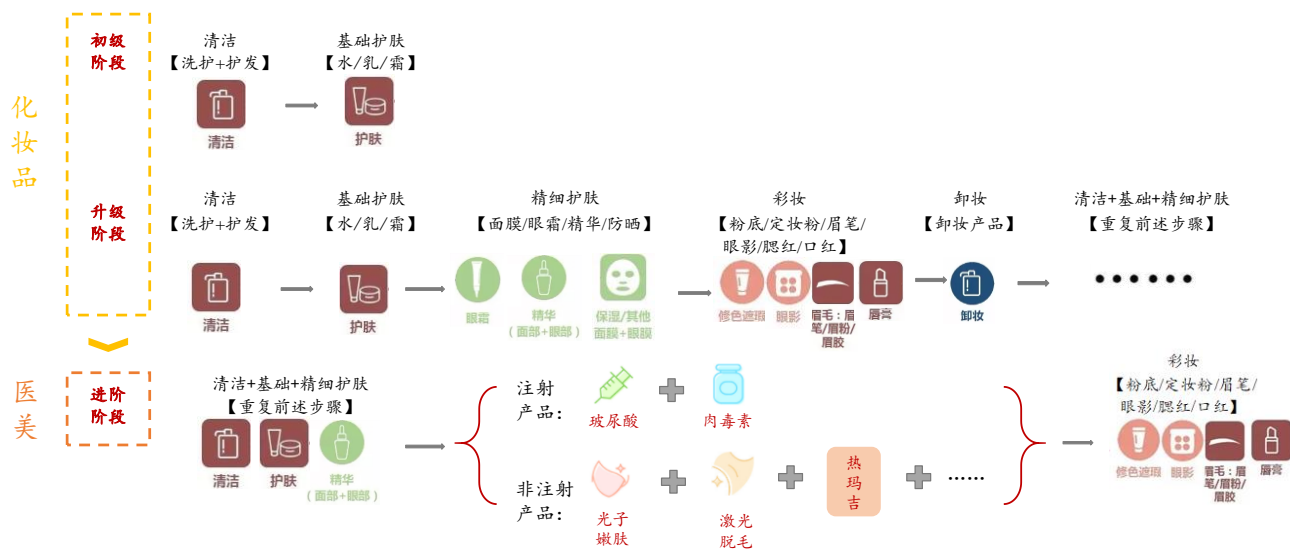 化妆品
初级
阶段
清洁
【洗护+护发】
基础护肤
【水/乳/霜】
清洁
护肤
升级
阶段
清洁
【洗护+护发】
基础护肤
【水/乳/霜】
精细护肤
【面膜/眼霜/精华/防晒】
彩妆
【粉底/定妆粉/眉笔/
眼影/腮红/口红】
卸妆
【卸妆产品】
清洁+基础+精细护肤
【重复前述步骤】
清洁
护肤
眼霜
精华
（面部+眼部）
保湿/其他
面膜+眼膜
修色遮瑕
眼影
眉毛：眉
笔/眉粉/
眉胶
唇膏
卸妆
●●●●●●
医美
进阶
阶段
清洁+基础+精细护肤
【重复前述步骤】
清洁
护肤
精华
（面部+眼部）
注射
产品：
玻尿酸
肉毒素
非注射
产品：
光子
嫩肤
激光
脱毛
热玛吉
……
彩妆
【粉底/定妆粉/眉笔/
眼影/腮红/口红】
修色遮瑕
眼影
眉毛：眉
笔/眉粉/
眉胶
唇膏